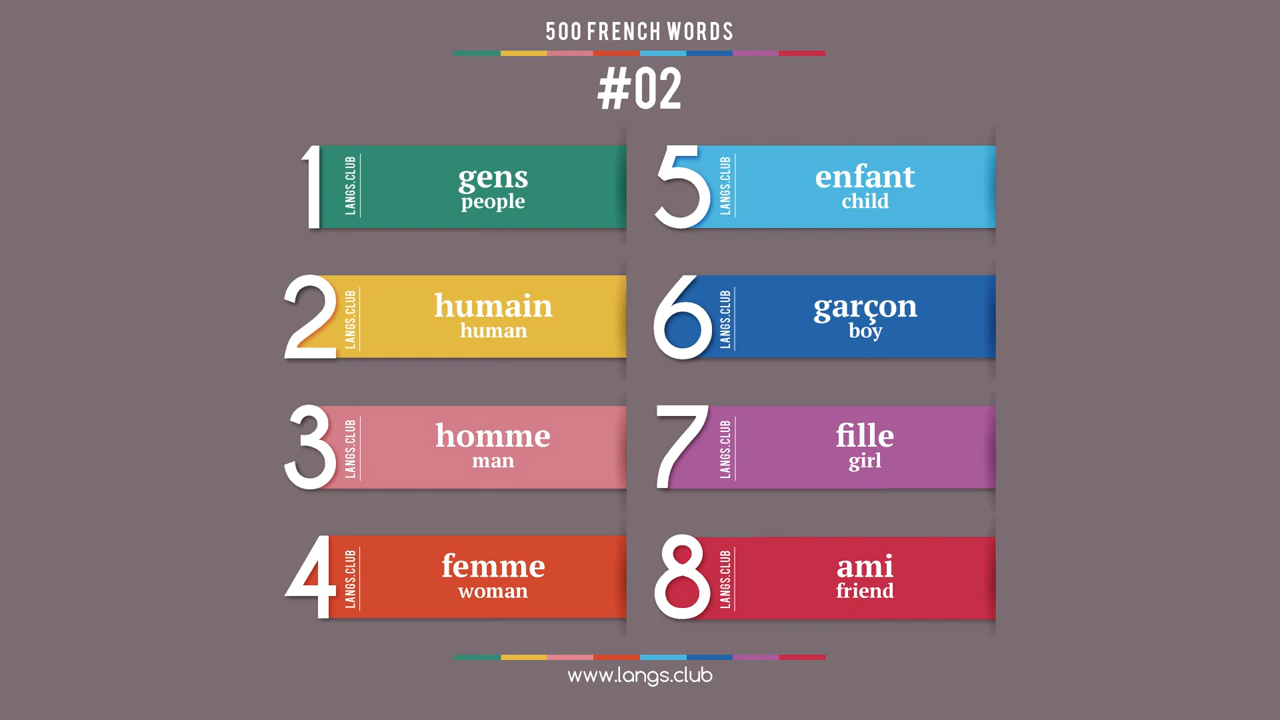 500 FRENCH WORDS
#02
1
LANGS.CLUB
gens
people
2
LANGS.CLUB
humain
human
3
LANGS.CLUB
homme
man
4
LANGS.CLUB
femme
woman
5
LANGS.CLUB
enfant
child
6
LANGS.CLUB
garçon
boy
7
LANGS.CLUB
fille
girl
8
LANGS.CLUB
ami
friend
www.langs.club